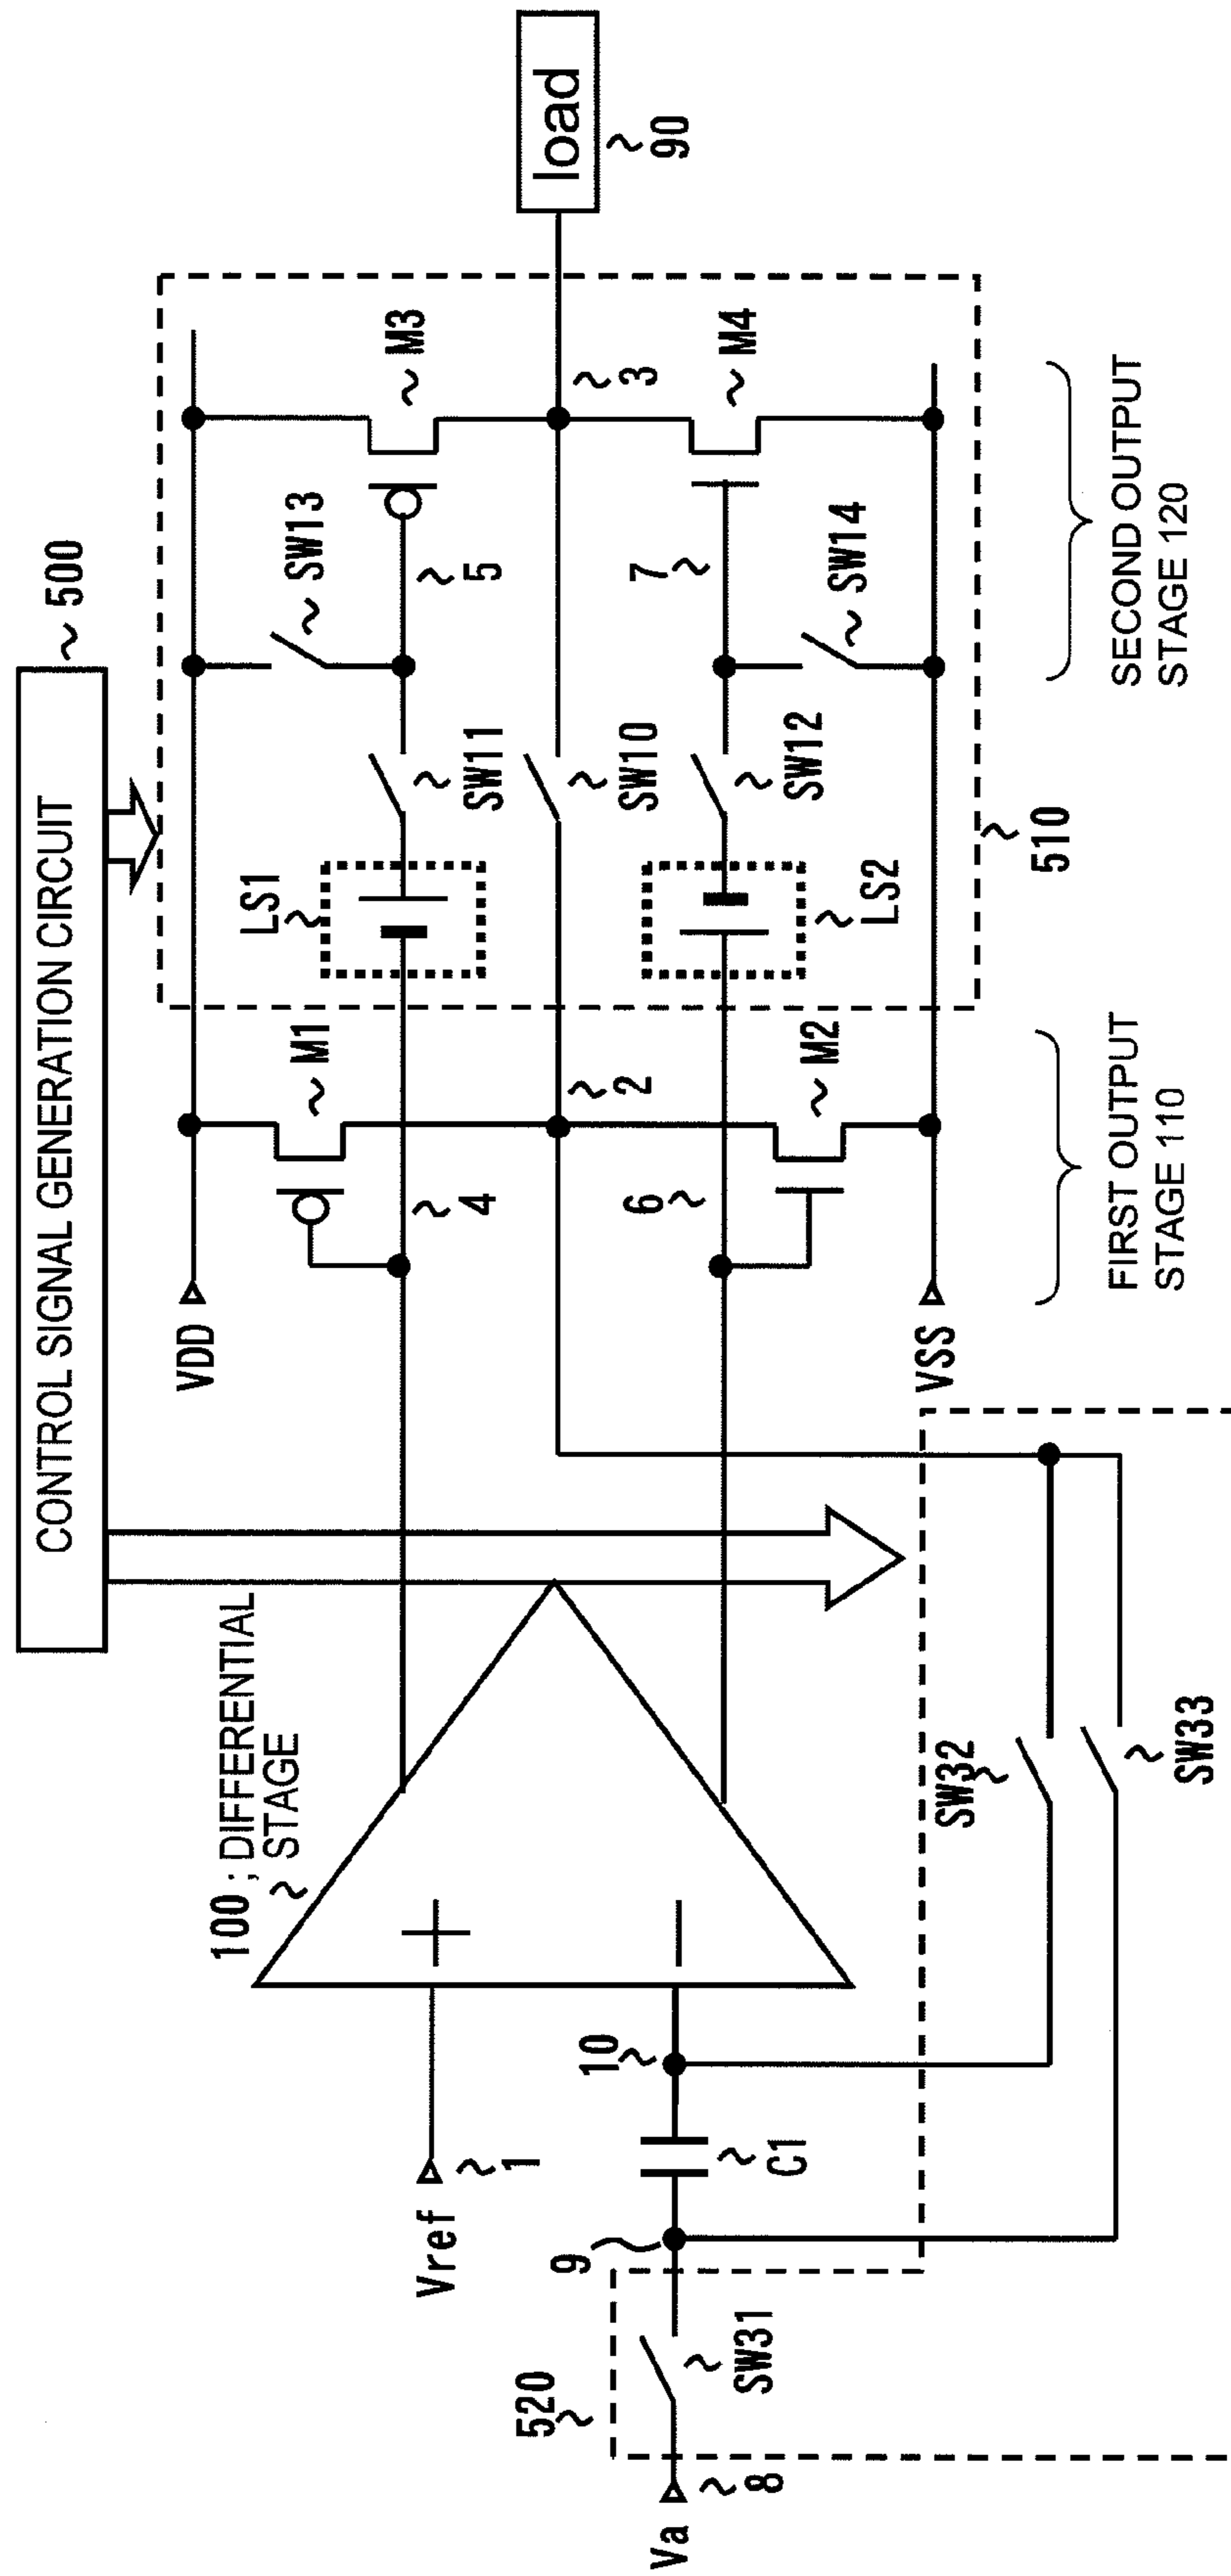 CONTROL SIGNAL GENERATION CIRCUIT
500
100 ; DIFFERENTIAL
STAGE
VDD
M1
LS1
SW11
SW13
5
M3
4
Vref
1
+
2
SW10
3
load
90
6
7
M4
SW14
SW12
LS2
M2
VSS
510
520
Va
8
SW31
9
C1
10
−
SW32
SW33
FIRST OUTPUT
STAGE 110
SECOND OUTPUT
STAGE 120